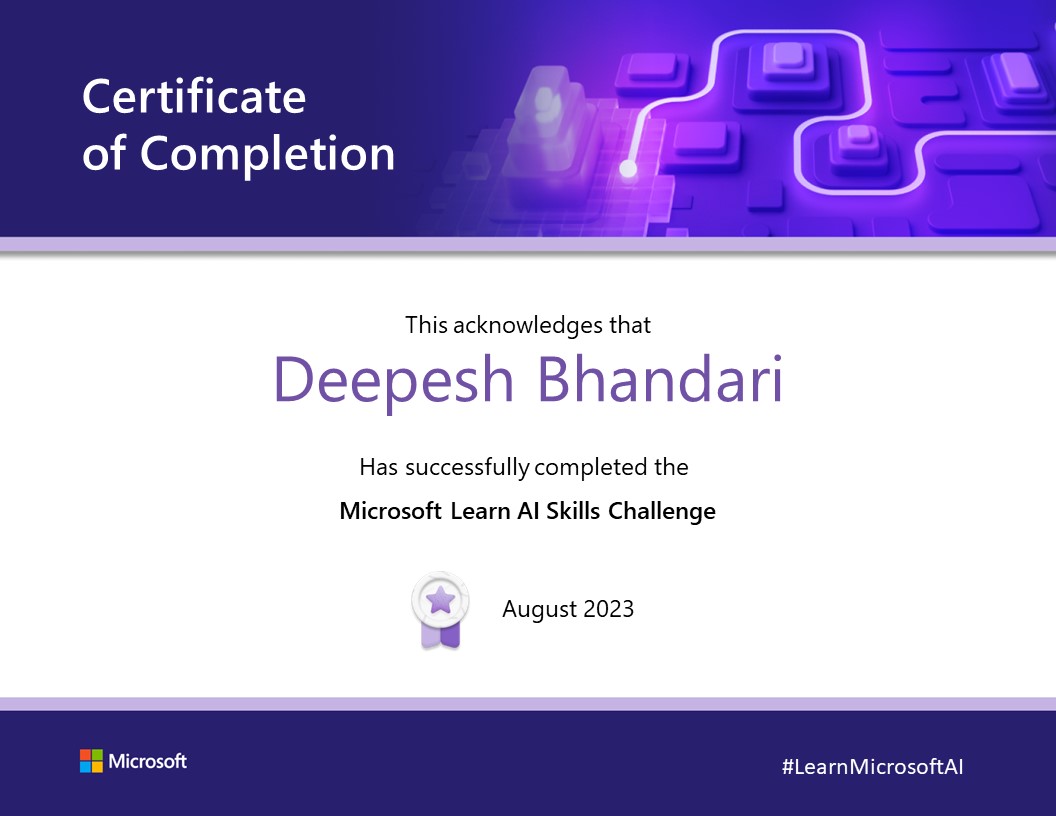 Certificate
of Completion
This acknowledges that
Deepesh Bhandari
Has successfully completed the
Microsoft Learn AI Skills Challenge
August 2023
Microsoft
#LearnMicrosoftAI